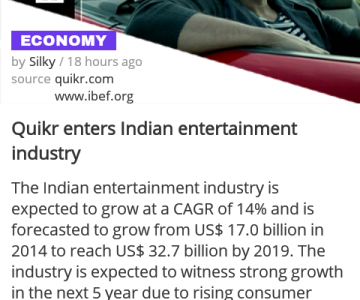 ECONOMY
by Silky / 18 hours ago
source quikr.com
www.ibef.org
Quikr enters Indian entertainment
industry
The Indian entertainment industry is
expected to grow at a CAGR of 14% and is
forecasted to grow from US$ 17.0 billion in
2014 to reach US$ 32.7 billion by 2019. The
industry is expected to witness strong growth
in the next 5 year due to rising consumer